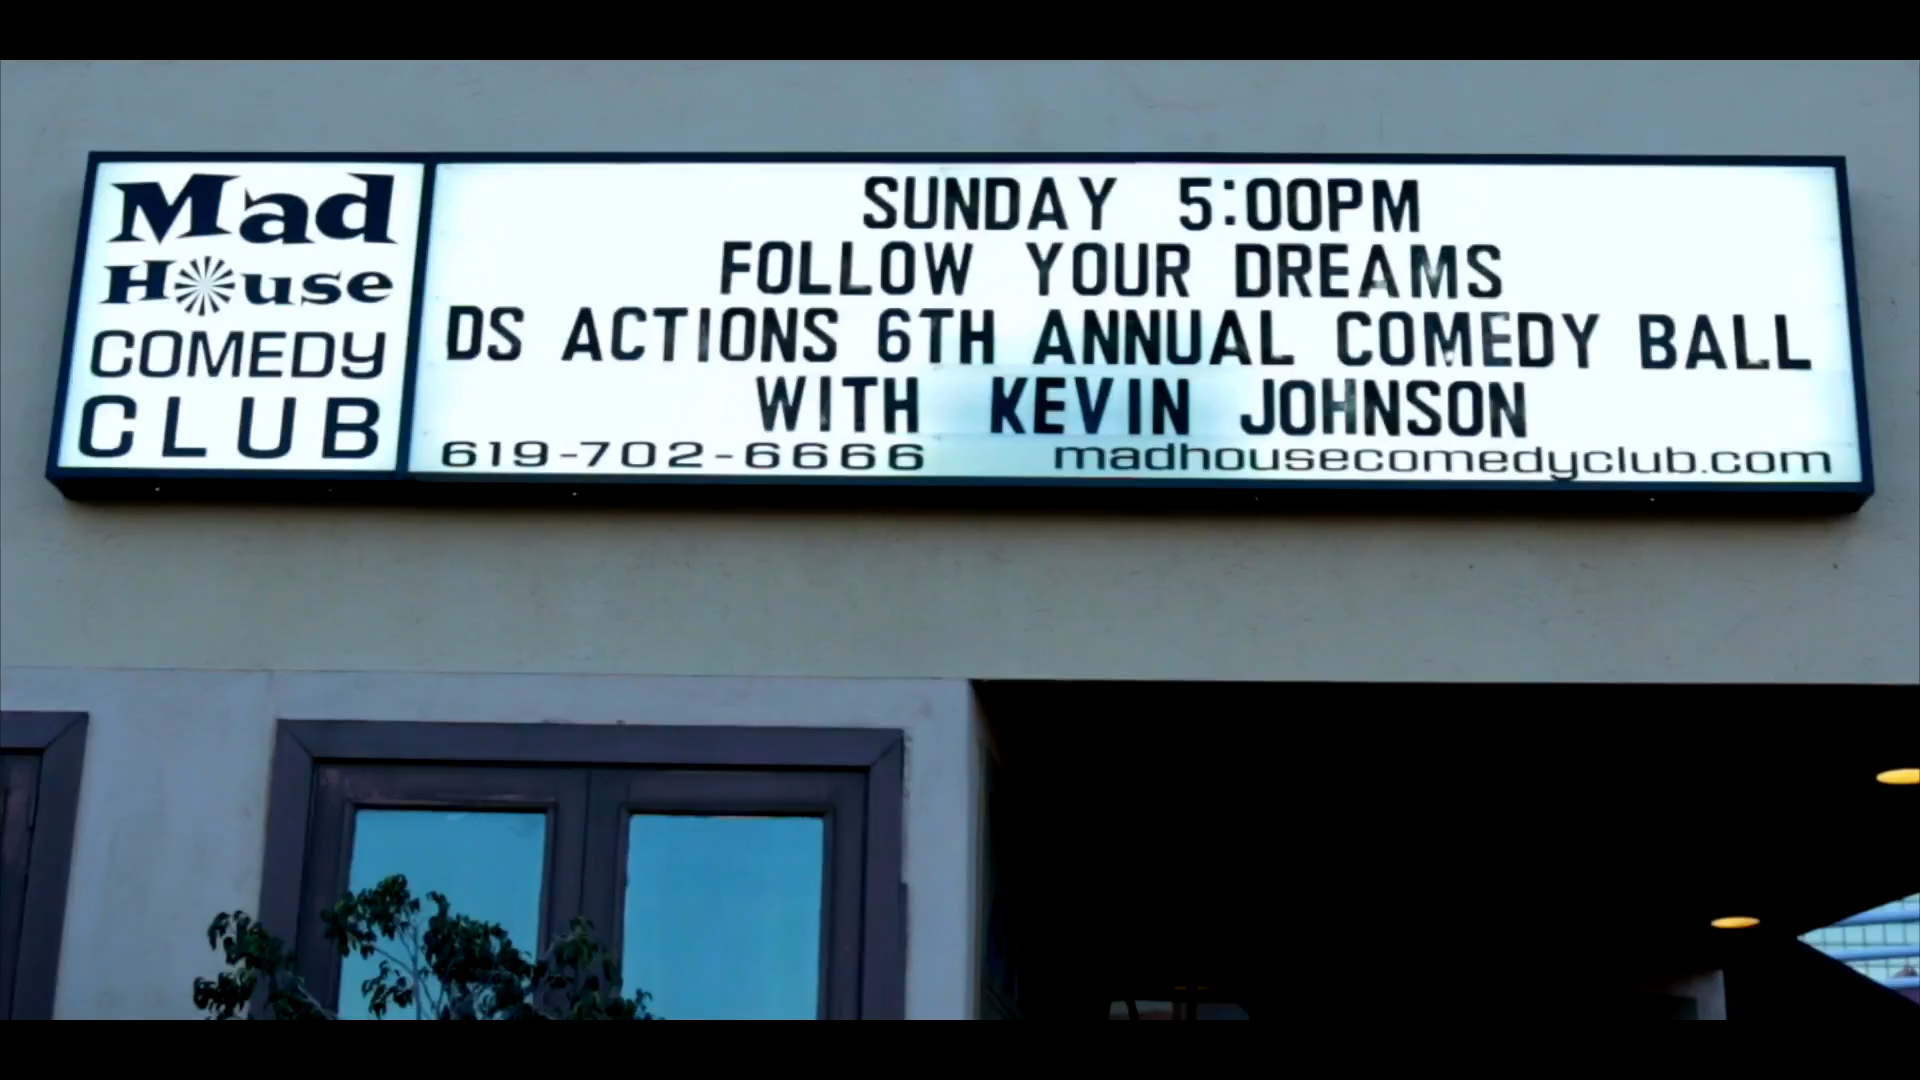 Mad
House
COMEDY
CLUB
SUNDAY 5:00PM
FOLLOW YOUR DREAMS
DS ACTIONS 6TH ANNUAL COMEDY BALL
WITH KEVIN JOHNSON
619-702-6666 madhousecomedyclub.com